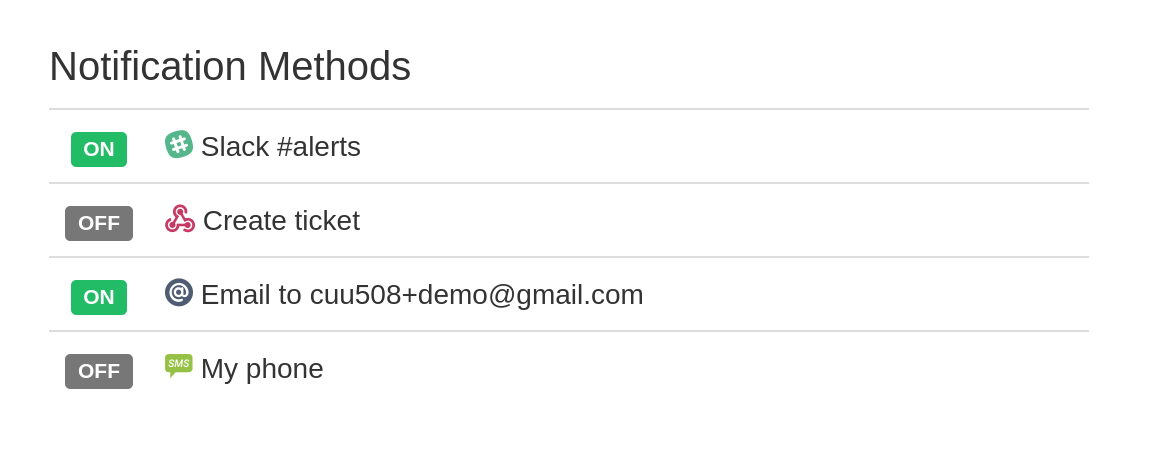 Notification Methods
ON Slack #alerts
OFF Create ticket
ON Email to cuu508+demo@gmail.com
OFF SMS My phone